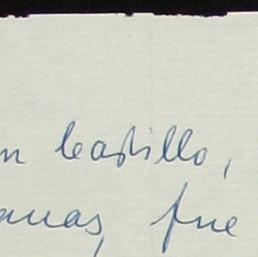 n Castillo,
anas, fue